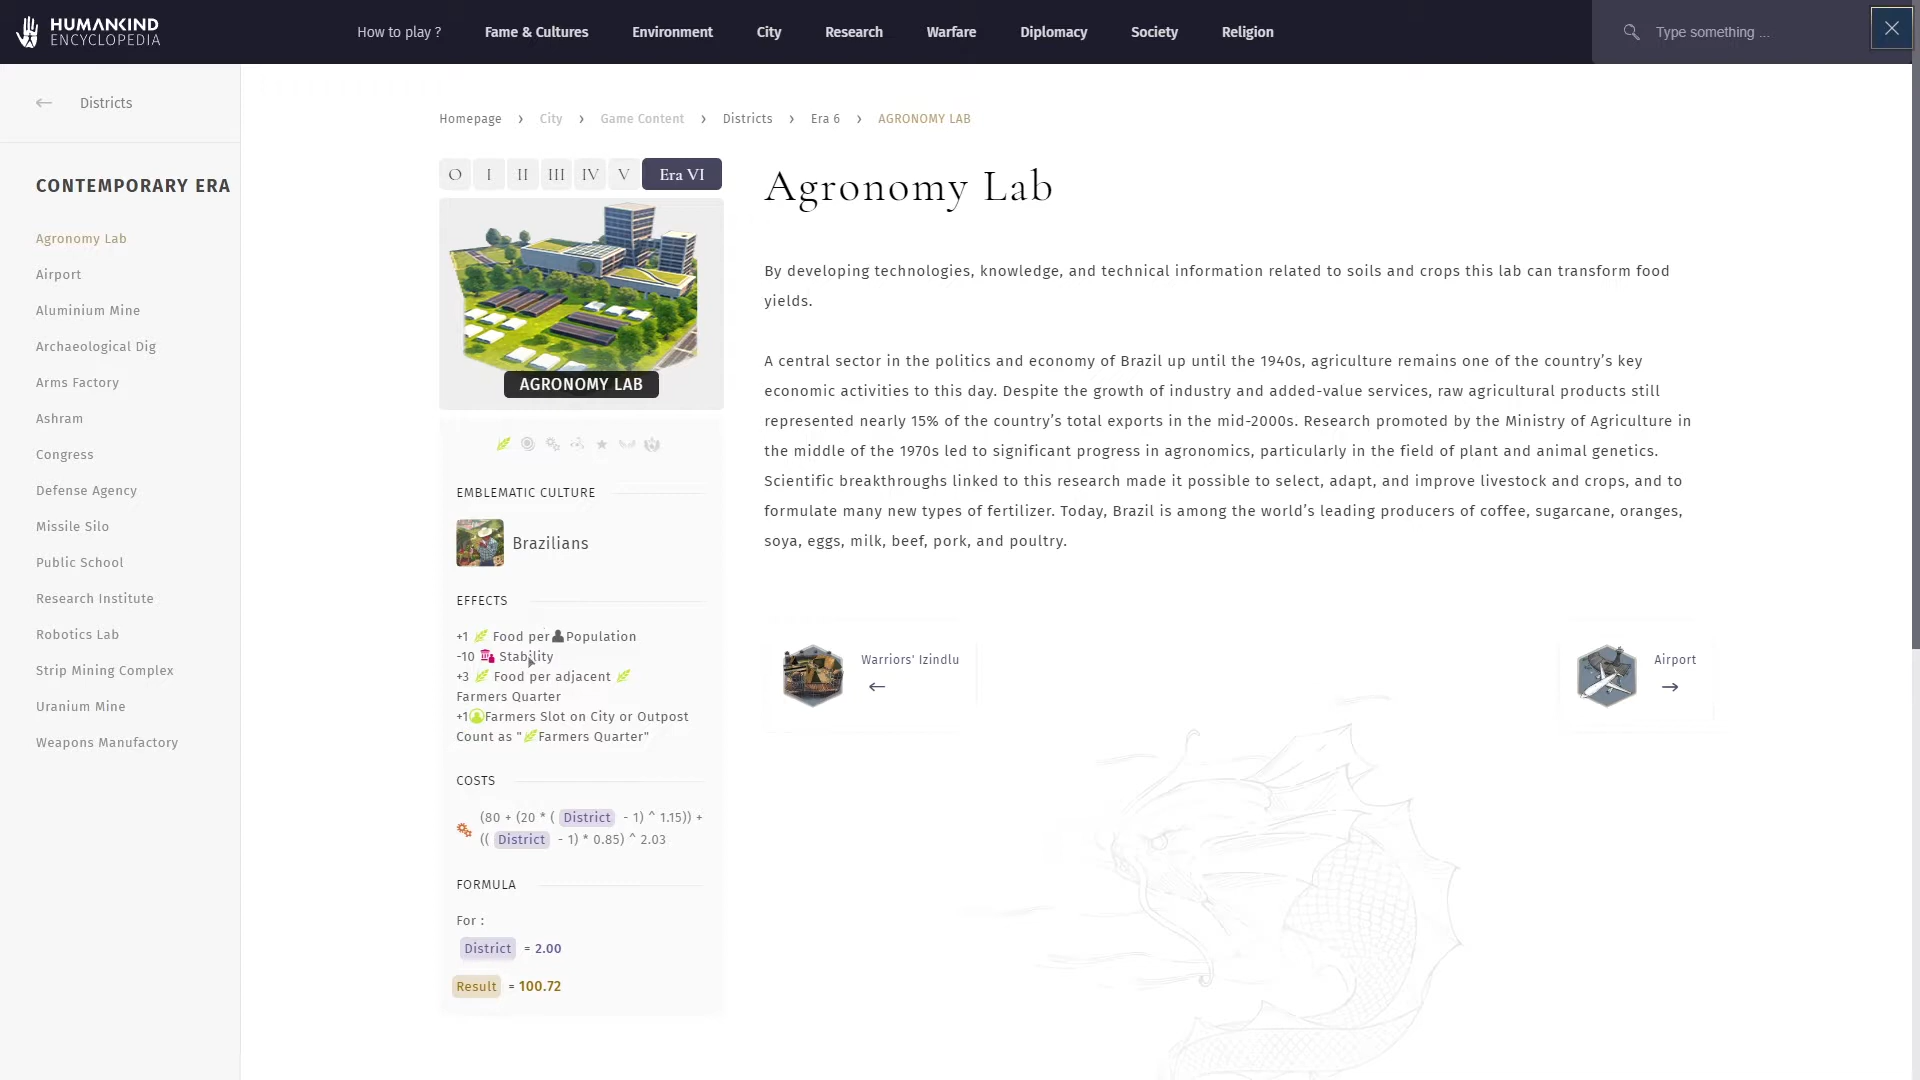 HUMANKIND
ENCYCLOPEDIA
How to play ?
Fame & Cultures
Environment
City
Research
Warfare
Diplomacy
Society
Religion
Type something ...
Districts
CONTEMPORARY ERA
Agronomy Lab
Airport
Aluminium Mine
Archaeological Dig
Arms Factory
Ashram
Congress
Defense Agency
Missile Silo
Public School
Research Institute
Robotics Lab
Strip Mining Complex
Uranium Mine
Weapons Manufactory
Homepage > City > Game Content > Districts > Era 6 > AGRONOMY LAB
O I II III IV V Era VI
AGRONOMY LAB
EMBLEMATIC CULTURE
Brazilians
EFFECTS
+1 Food per Population
-10 Stability
+3 Food per adjacent
Farmers Quarter
+1 Farmers Slot on City or Outpost
Count as "Farmers Quarter"
COSTS
(80 + (20 * ( District - 1) ^ 1.15)) +
(( District - 1) * 0.85) ^ 2.03
FORMULA
For :
District = 2.00
Result = 100.72
Agronomy Lab
By developing technologies, knowledge, and technical information related to soils and crops this lab can transform food
yields.
A central sector in the politics and economy of Brazil up until the 1940s, agriculture remains one of the country’s key
economic activities to this day. Despite the growth of industry and added-value services, raw agricultural products still
represented nearly 15% of the country’s total exports in the mid-2000s. Research promoted by the Ministry of Agriculture in
the middle of the 1970s led to significant progress in agronomics, particularly in the field of plant and animal genetics.
Scientific breakthroughs linked to this research made it possible to select, adapt, and improve livestock and crops, and to
formulate many new types of fertilizer. Today, Brazil is among the world’s leading producers of coffee, sugarcane, oranges,
soya, eggs, milk, beef, pork, and poultry.
Warriors' Izindlu
Airport